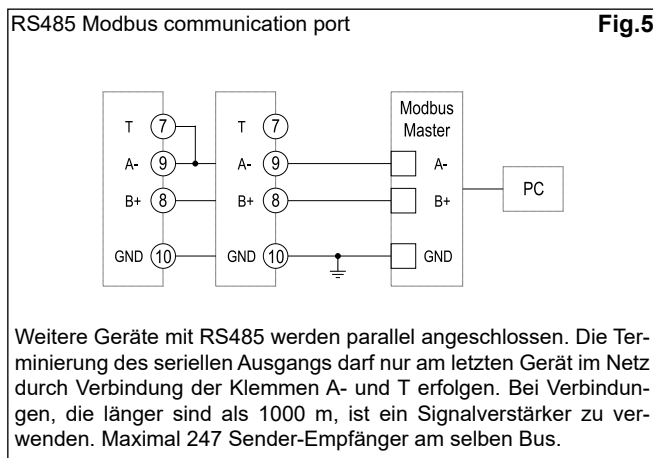 RS485 Modbus communication port
Fig.5
Modbus
Master
T 7 T 7
A- 9 A- 9 A-
PC
B+ 8 B+ 8 B+
GND 10 GND 10 GND
Weitere Geräte mit RS485 werden parallel angeschlossen. Die Ter-
minierung des seriellen Ausgangs darf nur am letzten Gerät im Netz
durch Verbindung der Klemmen A- und T erfolgen. Bei Verbindun-
gen, die länger sind als 1000 m, ist ein Signalverstärker zu ver-
wenden. Maximal 247 Sender-Empfänger am selben Bus.